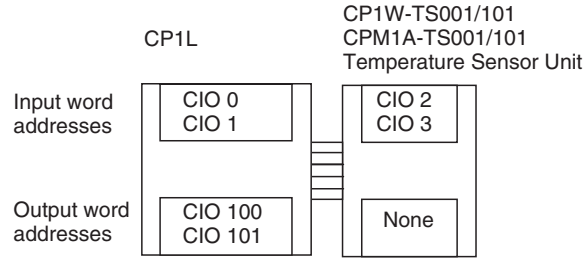 CP1L
CP1W-TS001/101
CPM1A-TS001/101
Temperature Sensor Unit
Input word
addresses
CIO 0
CIO 1
CIO 2
CIO 3
Output word
addresses
CIO 100
CIO 101
None